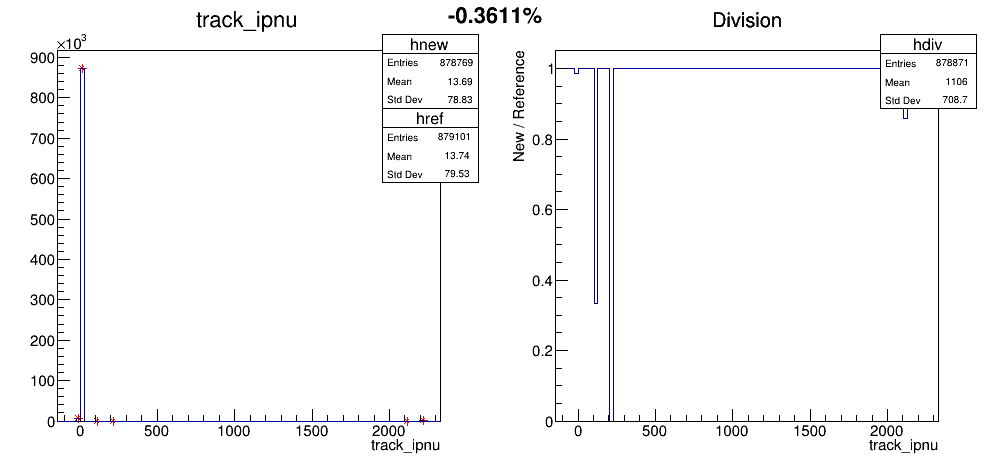 -0.3611%
track_ipnu
×10³
hnew
Entries 878769
Mean 13.69
Std Dev 78.83
href
Entries 879101
Mean 13.74
Std Dev 79.53
900
800
700
600
500
400
300
200
100
0
0 500 1000 1500 2000
track_ipnu
Division
hdiv
Entries 878871
Mean 1106
Std Dev 708.7
New / Reference
1
0.8
0.6
0.4
0.2
0
0 500 1000 1500 2000
track_ipnu